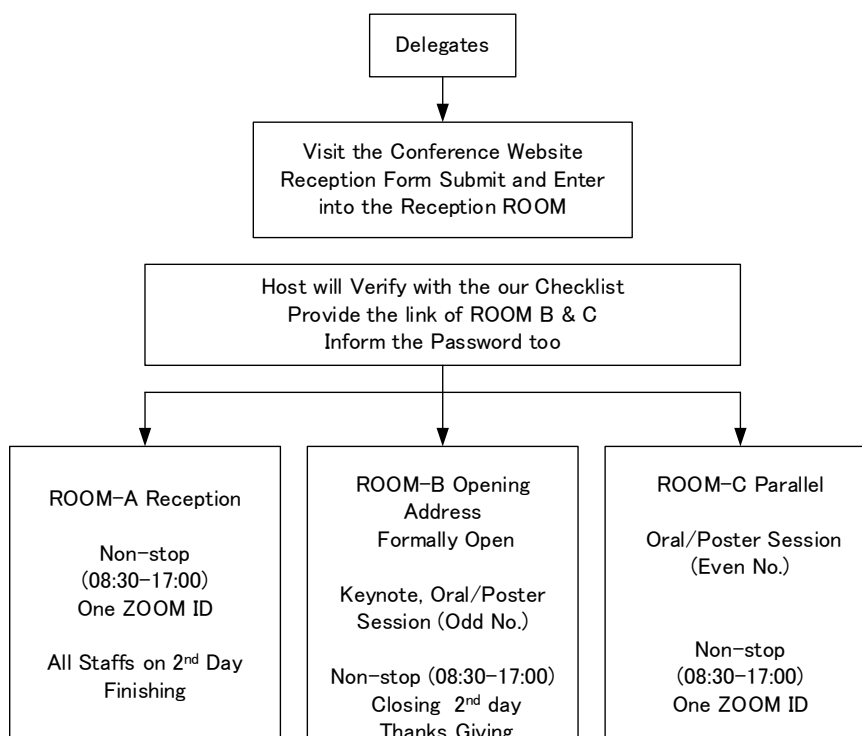 Delegates
Visit the Conference Website
Reception Form Submit and Enter
into the Reception ROOM
Host will Verify with the our Checklist
Provide the link of ROOM B & C
Inform the Password too
ROOM-A Reception
Non-stop
(08:30-17:00)
One ZOOM ID
All Staffs on 2nd Day
Finishing
ROOM-B Opening
Address
Formally Open
Keynote, Oral/Poster
Session (Odd No.)
Non-stop (08:30-17:00)
Closing 2nd day
Thanks Giving
ROOM-C Parallel
Oral/Poster Session
(Even No.)
Non-stop
(08:30-17:00)
One ZOOM ID